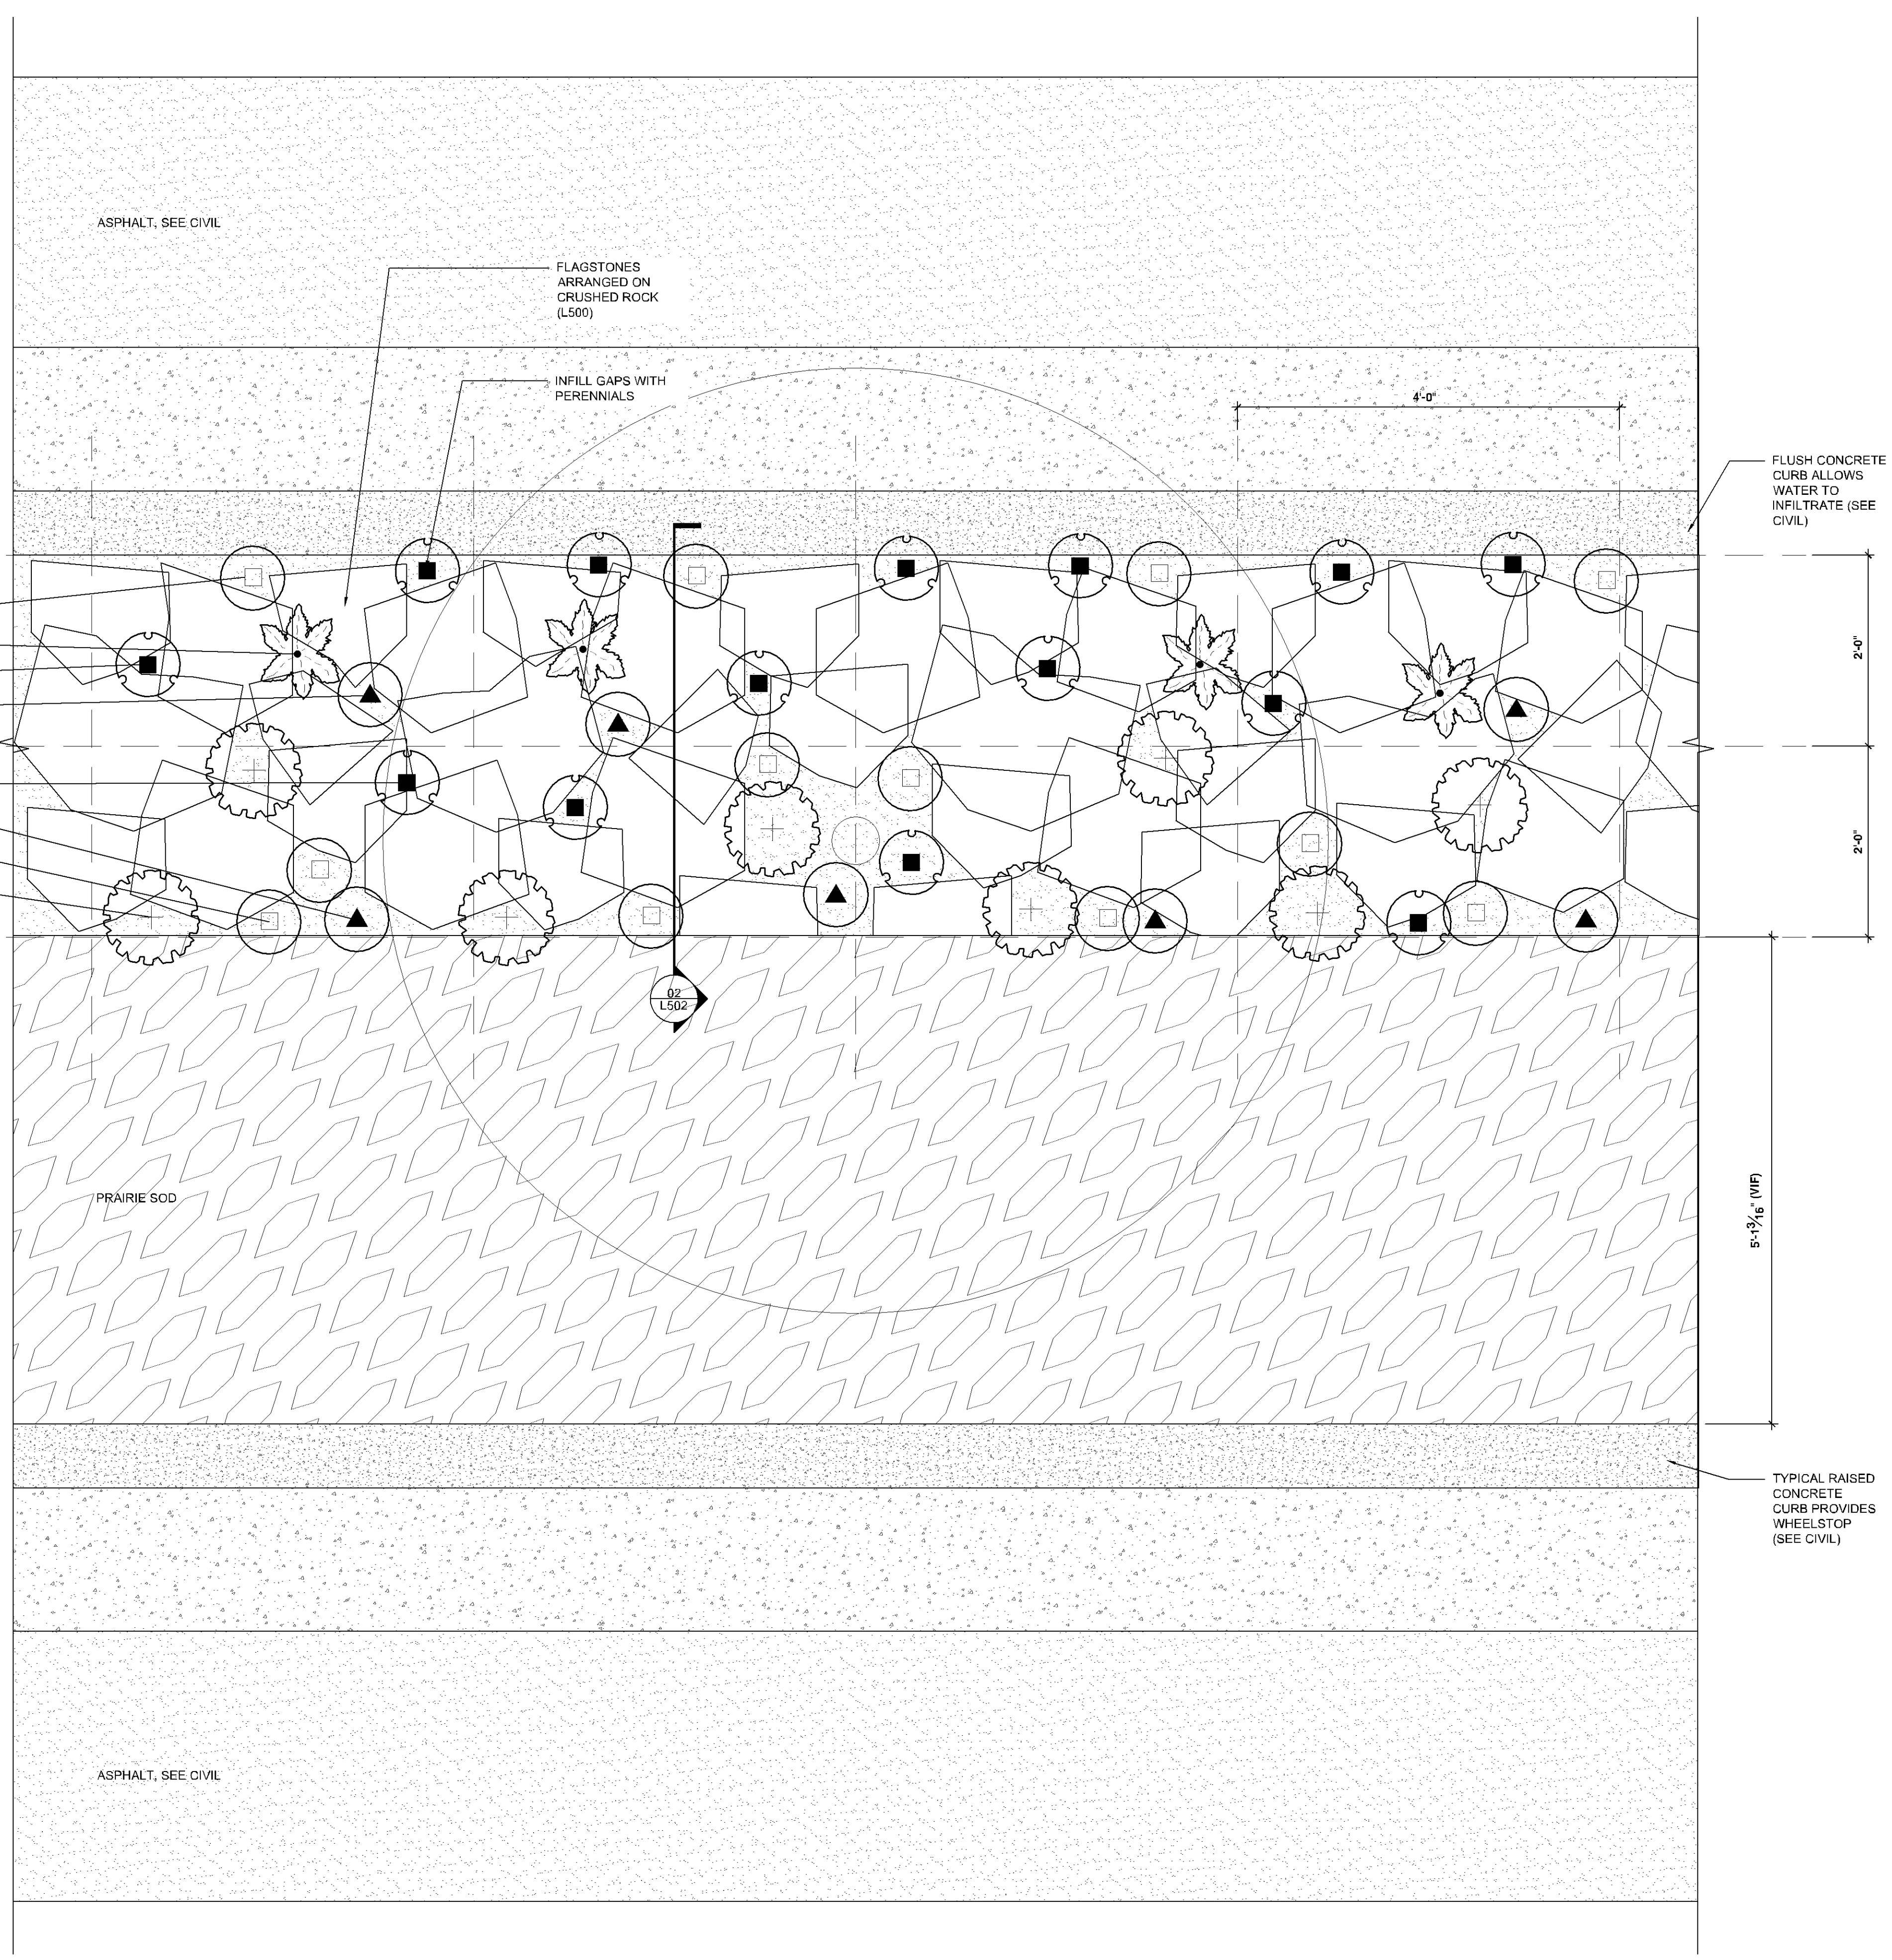 ASPHALT, SEE CIVIL
FLAGSTONES
ARRANGED ON
CRUSHED ROCK
(L500)
INFILL GAPS WITH
PERENNIALS
4'-0"
FLUSH CONCRETE
CURB ALLOWS
WATER TO
INFILTRATE (SEE
CIVIL)
2'-0"
2'-0"
02
L502
PRAIRIE SOD
5'-1 3/16" (VIF)
TYPICAL RAISED
CONCRETE
CURB PROVIDES
WHEELSTOP
(SEE CIVIL)
ASPHALT, SEE CIVIL